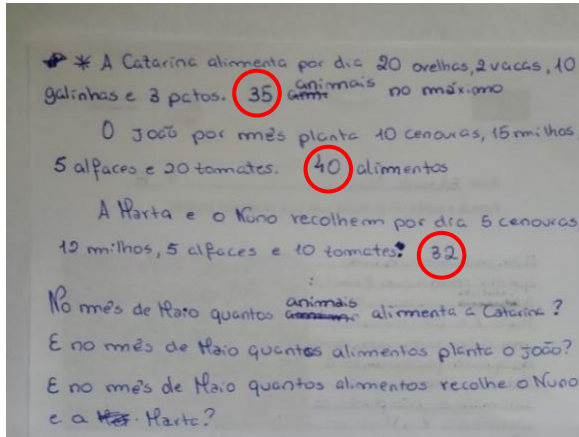 * A Catarina alimenta por dia 20 ovelhas, 2 vacas, 10
galinhas e 3 patos. 35 animais no máximo
O João por mês planta 10 cenouras, 15 milhos
5 alfaces e 20 tomates. 40 alimentos
A Marta e o Nuno recolhem por dia 5 cenouras
12 milhos, 5 alfaces e 10 tomates. 32
No mês de Maio quantos animais alimenta a Catarina?
E no mês de Maio quantos alimentos planta o João?
E no mês de Maio quantos alimentos recolhe o Nuno
e a Marta?